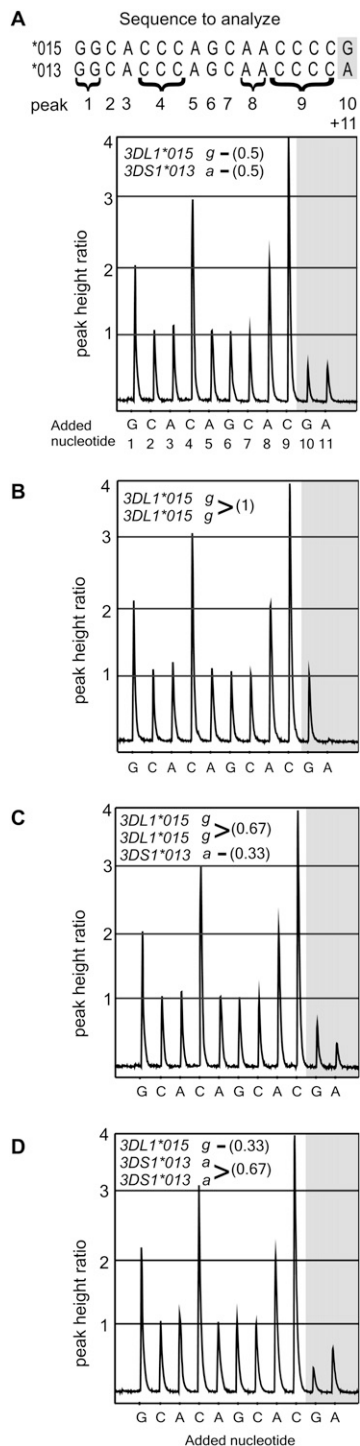 A
Sequence to analyze
*015 G G C A C C C A G C A A C C C C G
*013 G G C A C C C A G C A A C C C C A
peak 1 2 3 4 5 6 7 8 9 10
+11
4
3DL1*015 g – (0.5)
3DS1*013 a – (0.5)
3
2
1
peak height ratio
Added nucleotide
G C A C A G C A C G A
1 2 3 4 5 6 7 8 9 10 11
B
4
3DL1*015 g
3DL1*015 g
> (1)
3
2
1
peak height ratio
G C A C A G C A C G A
C
4
3DL1*015 g
3DL1*015 g
> (0.67)
3DS1*013 a – (0.33)
3
2
1
peak height ratio
G C A C A G C A C G A
D
4
3DL1*015 g – (0.33)
3DS1*013 a
3DS1*013 a
> (0.67)
3
2
1
peak height ratio
G C A C A G C A C G A
Added nucleotide